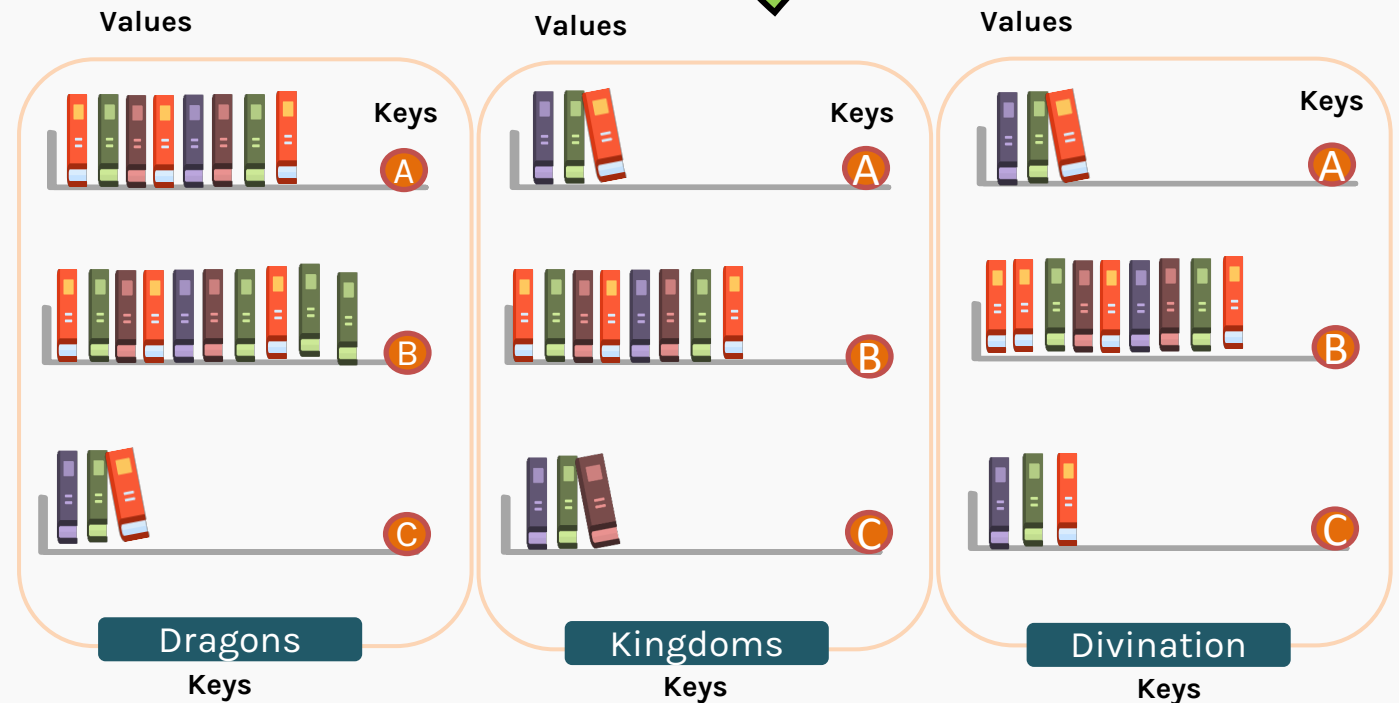 Values
Values
Values
Keys
A
B
C
Dragons
Keys
Keys
A
B
C
Kingdoms
Keys
Keys
A
B
C
Divination
Keys